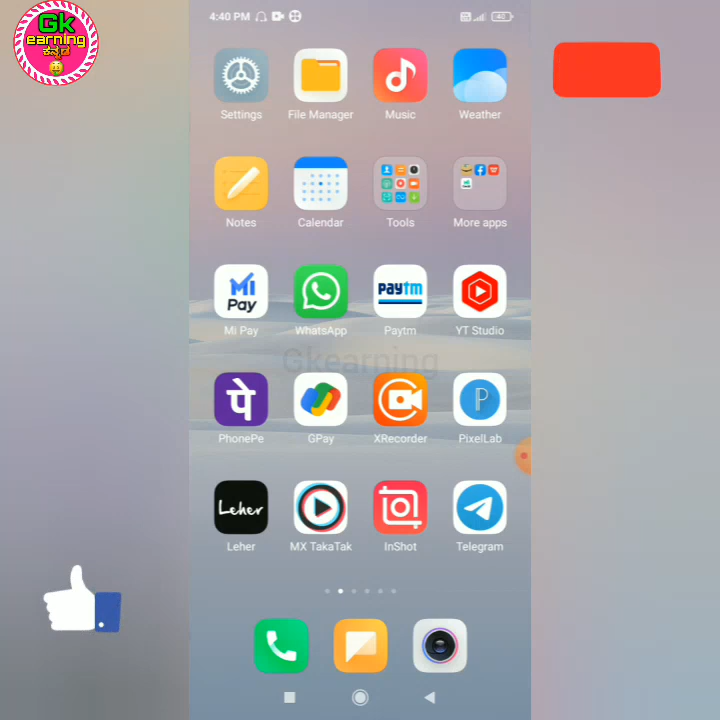 Gk
earning
ಕನ್ನಡ
4:40 PM
40
Settings
File Manager
Music
Weather
Notes
Calendar
Tools
More apps
Mi
Pay
paytm
Mi Pay
WhatsApp
Paytm
YT Studio
Gkearning
पे
P
PhonePe
GPay
XRecorder
PixelLab
Leher
Leher
MX TakaTak
InShot
Telegram